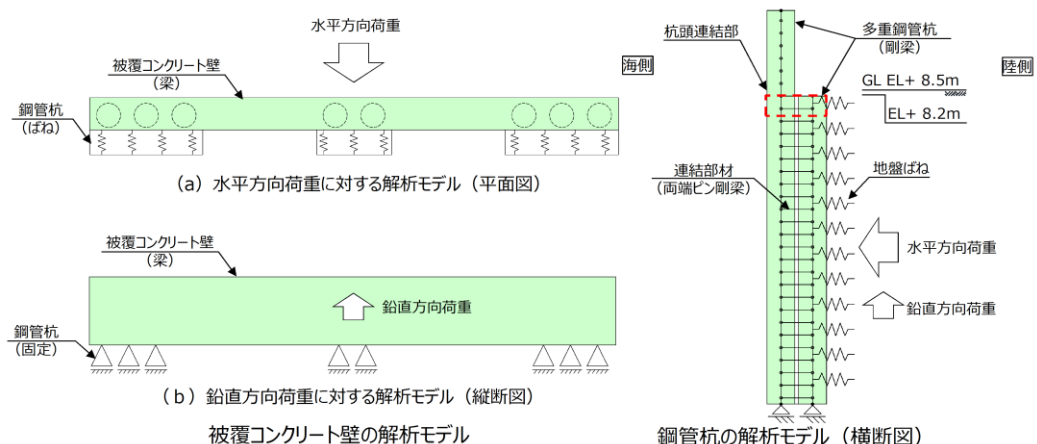 水平方向荷重
被覆コンクリート壁
(梁)
鋼管杭
(ばね)
(a)水平方向荷重に対する解析モデル(平面図)
被覆コンクリート壁
(梁)
鉛直方向荷重
鋼管杭
(固定)
(b)鉛直方向荷重に対する解析モデル(縦断図)
被覆コンクリート壁の解析モデル
杭頭連結部
多重鋼管杭
(剛梁)
海側
陸側
GL EL+ 8.5m
EL+ 8.2m
連結部材
(両端ピン剛梁)
地盤ばね
水平方向荷重
鉛直方向荷重
鋼管杭の解析モデル(横断図)